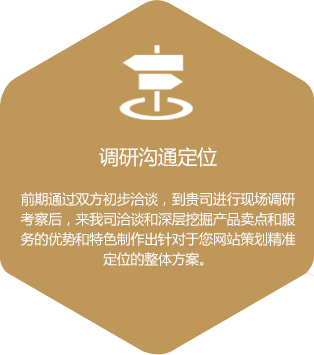 调研沟通定位
前期通过双方初步洽谈，到贵司进行现场调研
考察后，来我司洽谈和深层挖掘产品卖点和服
务的优势和特色制作出针对于您网站策划精准
定位的整体方案。